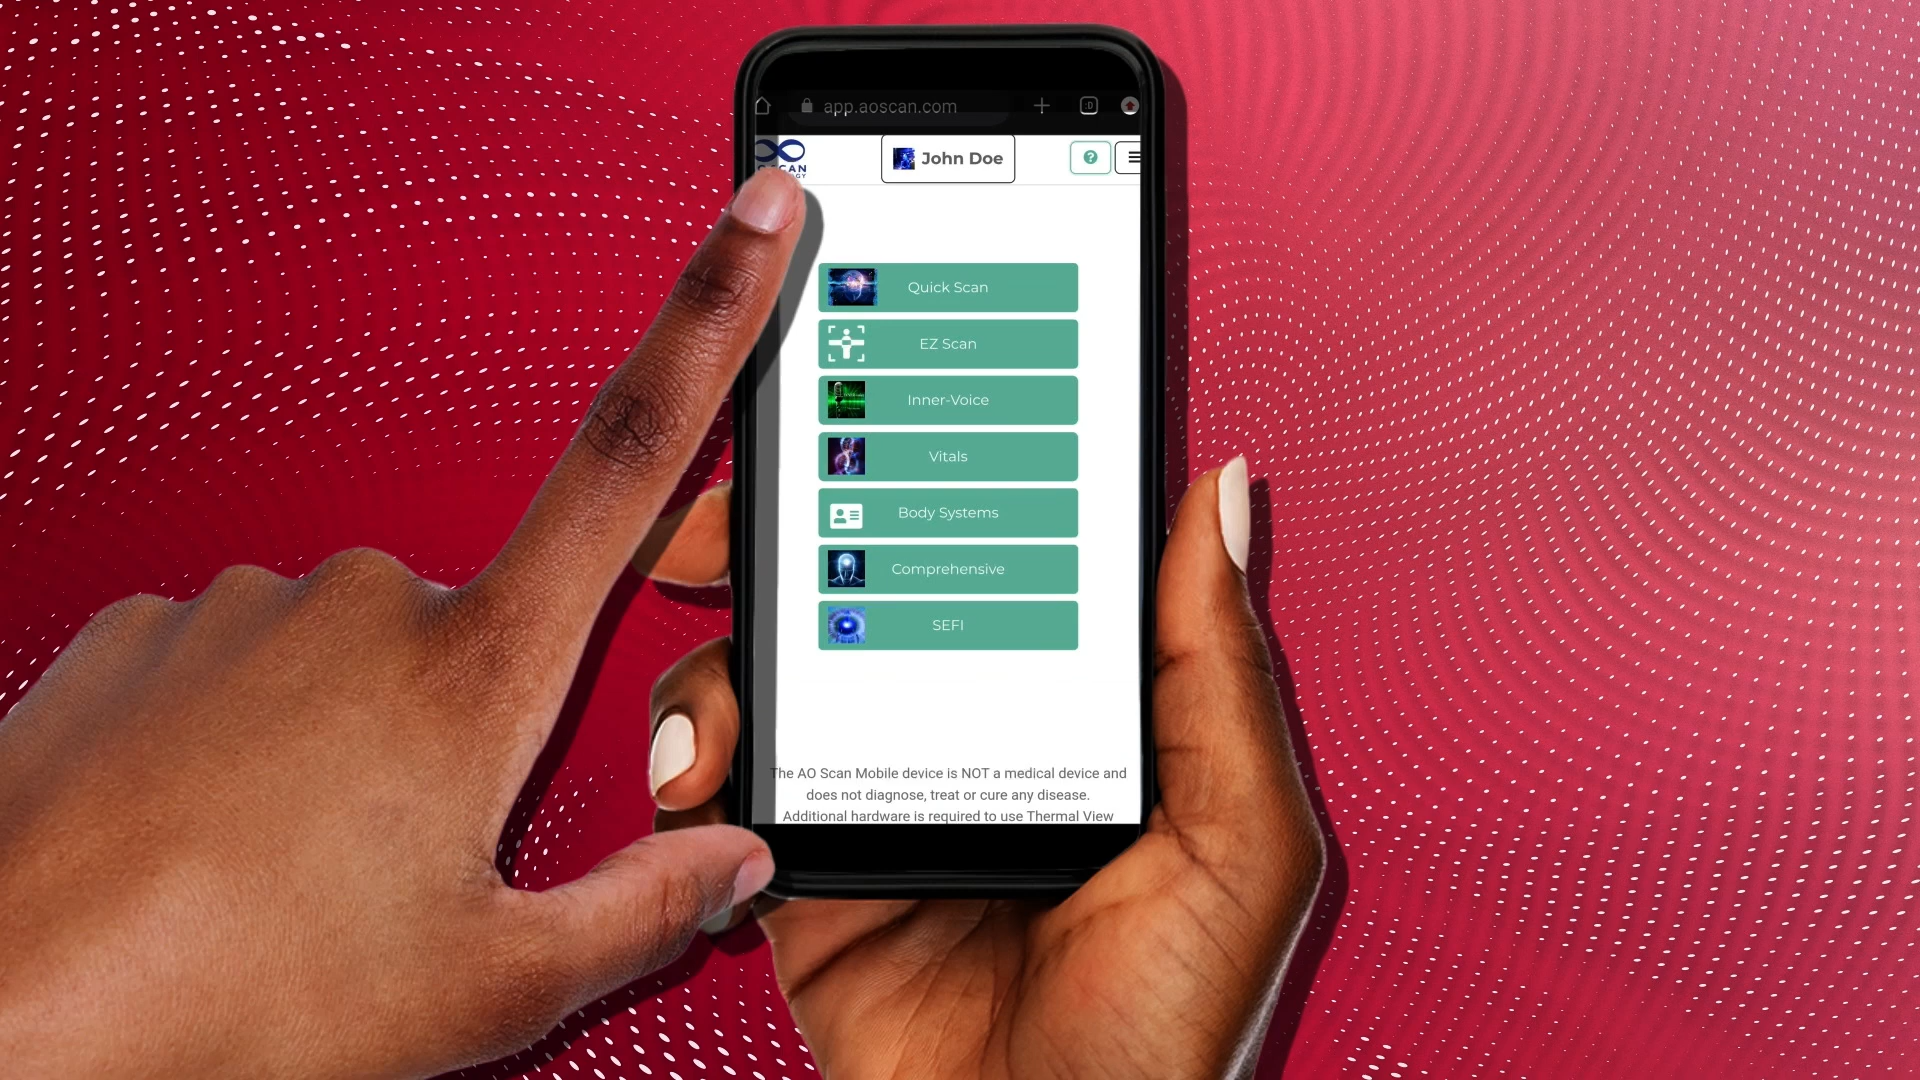 app.aoscan.com
:D
John Doe
Quick Scan
EZ Scan
Inner-Voice
Vitals
Body Systems
Comprehensive
SEFI
The AO Scan Mobile device is NOT a medical device and
does not diagnose, treat or cure any disease.
Additional hardware is required to use Thermal View